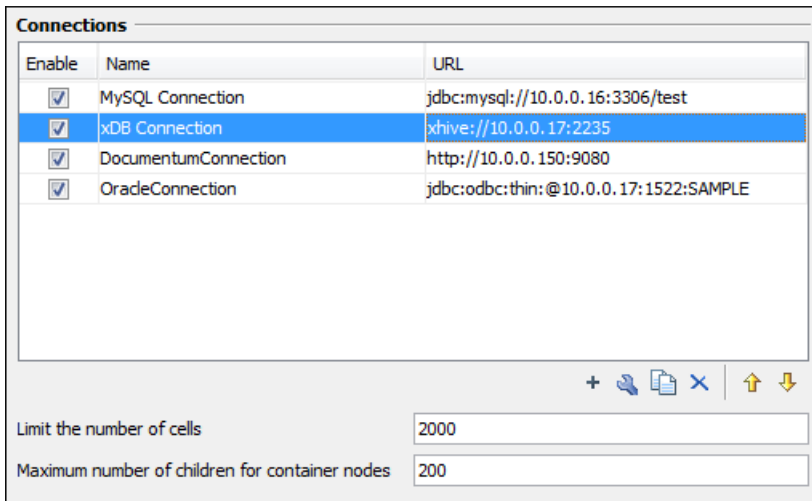 Connections
Enable Name URL
MySQL Connection jdbc:mysql://10.0.0.16:3306/test
xDB Connection xhive://10.0.0.17:2235
DocumentumConnection http://10.0.0.150:9080
OracleConnection jdbc:odbc:thin:@10.0.0.17:1522:SAMPLE
Limit the number of cells 2000
Maximum number of children for container nodes 200